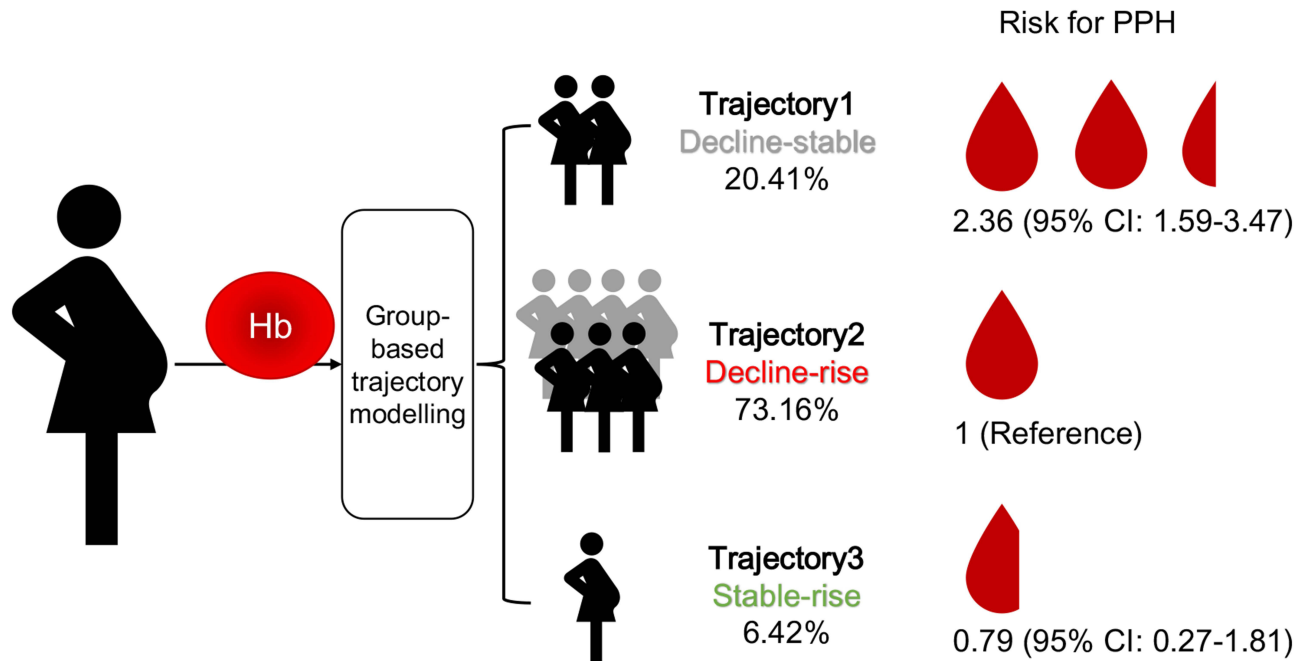 Risk for PPH
Hb
Group-
based
trajectory
modelling
Trajectory1
Decline-stable
20.41%
2.36 (95% CI: 1.59-3.47)
Trajectory2
Decline-rise
73.16%
1 (Reference)
Trajectory3
Stable-rise
6.42%
0.79 (95% CI: 0.27-1.81)